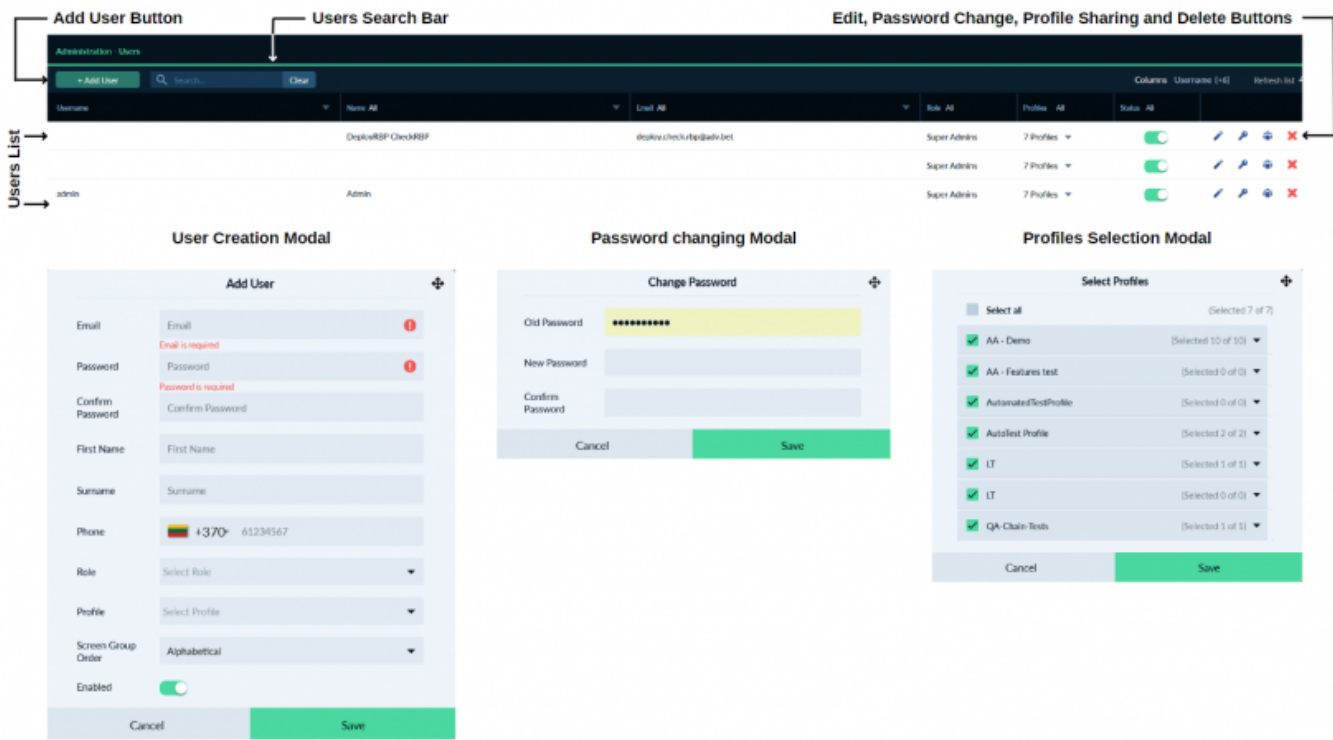 Add User Button
Users Search Bar
Edit, Password Change, Profile Sharing and Delete Buttons
Administration - Users
+ Add User
Search...
Clear
Columns Username (+6)
Refresh list
Username
Name All
Email All
Role All
Profiles All
Status All
Users List
DeployRBP CheckRBP
deploy.check.rbp@adv.bet
Super Admins
7 Profiles
Super Admins
7 Profiles
admin
Admin
Super Admins
7 Profiles
User Creation Modal
Add User
Email
Email
Email is required
Password
Password
Password is required
Confirm
Password
Confirm Password
First Name
First Name
Surname
Surname
Phone
+370
61234567
Role
Select Role
Profile
Select Profile
Screen Group
Order
Alphabetical
Enabled
Cancel
Save
Password changing Modal
Change Password
Old Password
New Password
Confirm
Password
Cancel
Save
Profiles Selection Modal
Select Profiles
Select all
(Selected 7 of 7)
AA - Demo
(Selected 10 of 10)
AA - Features test
(Selected 0 of 0)
AutomatedTestProfile
(Selected 0 of 0)
AutoTest Profile
(Selected 2 of 2)
LT
(Selected 1 of 1)
LT
(Selected 0 of 0)
QA-Chain-Tests
(Selected 1 of 1)
Cancel
Save